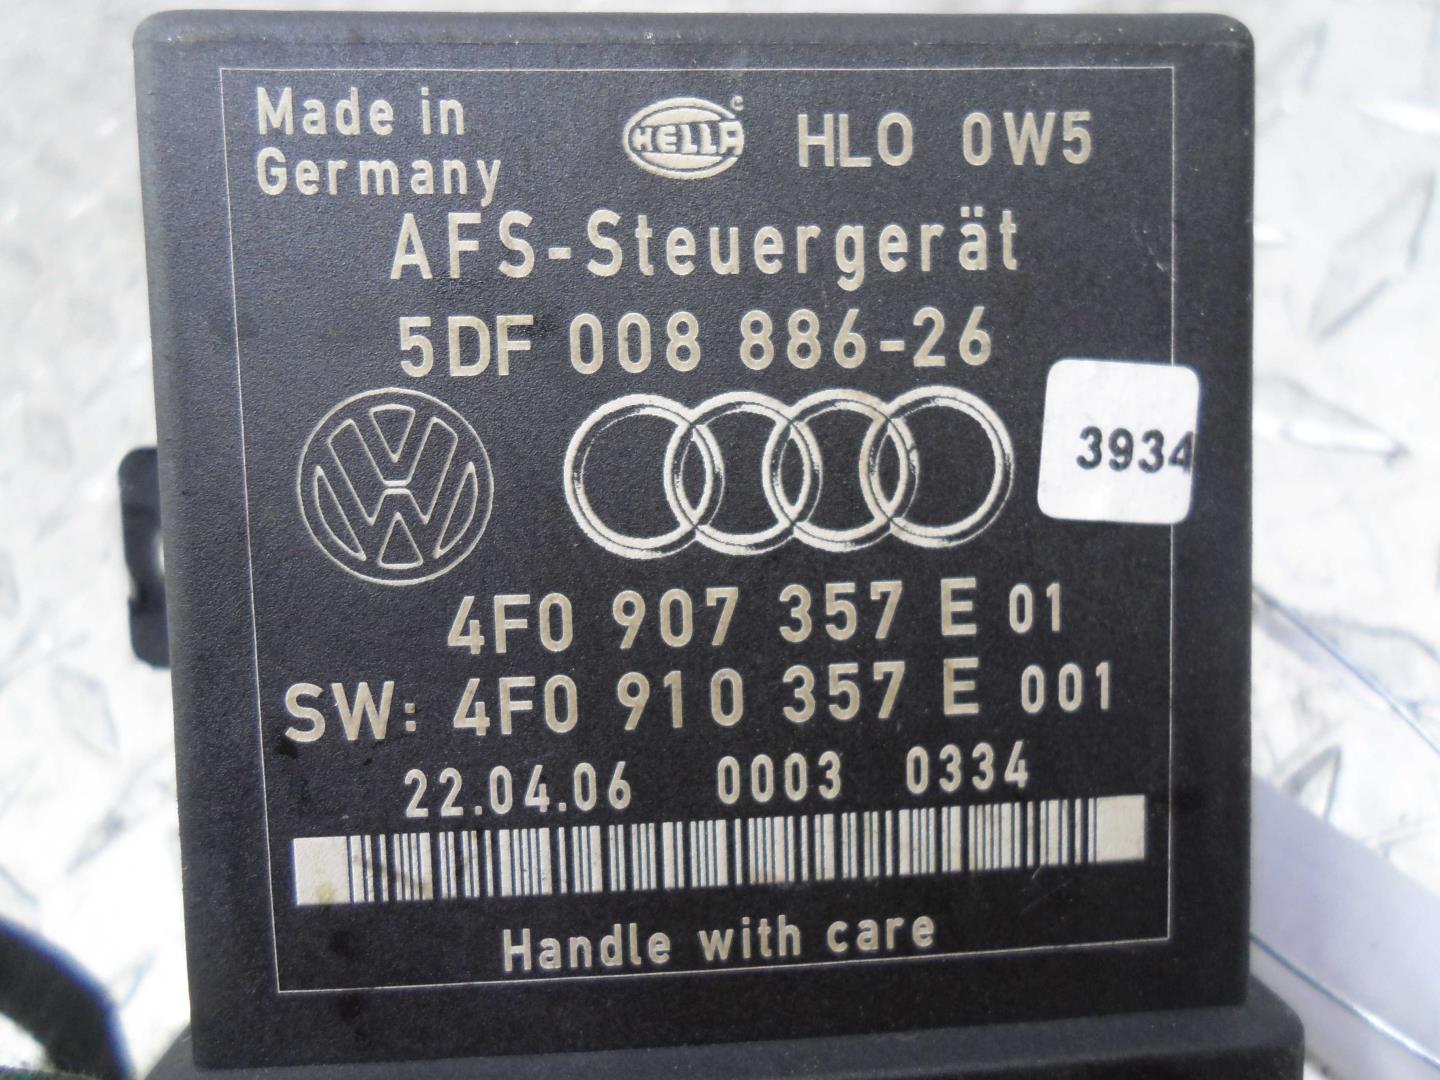 Made in
Germany
HELLA HL0 0W5
AFS-Steuergerät
5DF 008 886-26
3934
4F0 907 357 E 01
SW: 4F0 910 357 E 001
22.04.06 0003 0334
Handle with care